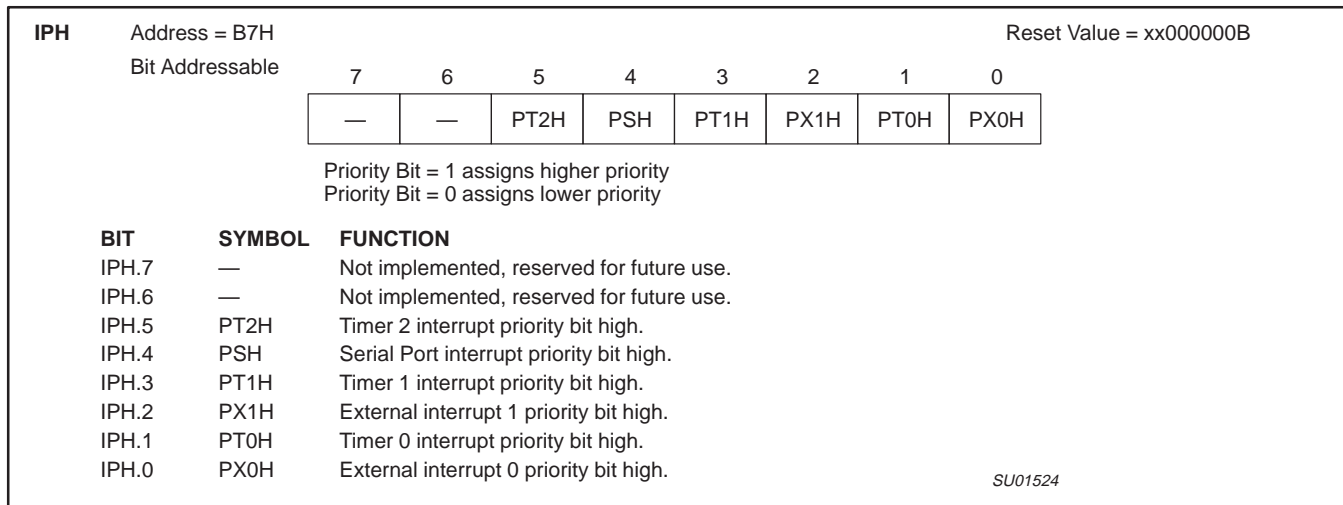 IPH Address = B7H Reset Value = xx000000B
Bit Addressable
7 6 5 4 3 2 1 0
— — PT2H PSH PT1H PX1H PT0H PX0H
Priority Bit = 1 assigns higher priority
Priority Bit = 0 assigns lower priority
BIT SYMBOL FUNCTION
IPH.7 — Not implemented, reserved for future use.
IPH.6 — Not implemented, reserved for future use.
IPH.5 PT2H Timer 2 interrupt priority bit high.
IPH.4 PSH Serial Port interrupt priority bit high.
IPH.3 PT1H Timer 1 interrupt priority bit high.
IPH.2 PX1H External interrupt 1 priority bit high.
IPH.1 PT0H Timer 0 interrupt priority bit high.
IPH.0 PX0H External interrupt 0 priority bit high.
SU01524